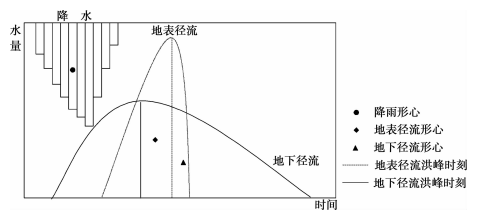 降 水
水量
地表径流
地下径流
时间
降雨形心
地表径流形心
地下径流形心
地表径流洪峰时刻
地下径流洪峰时刻